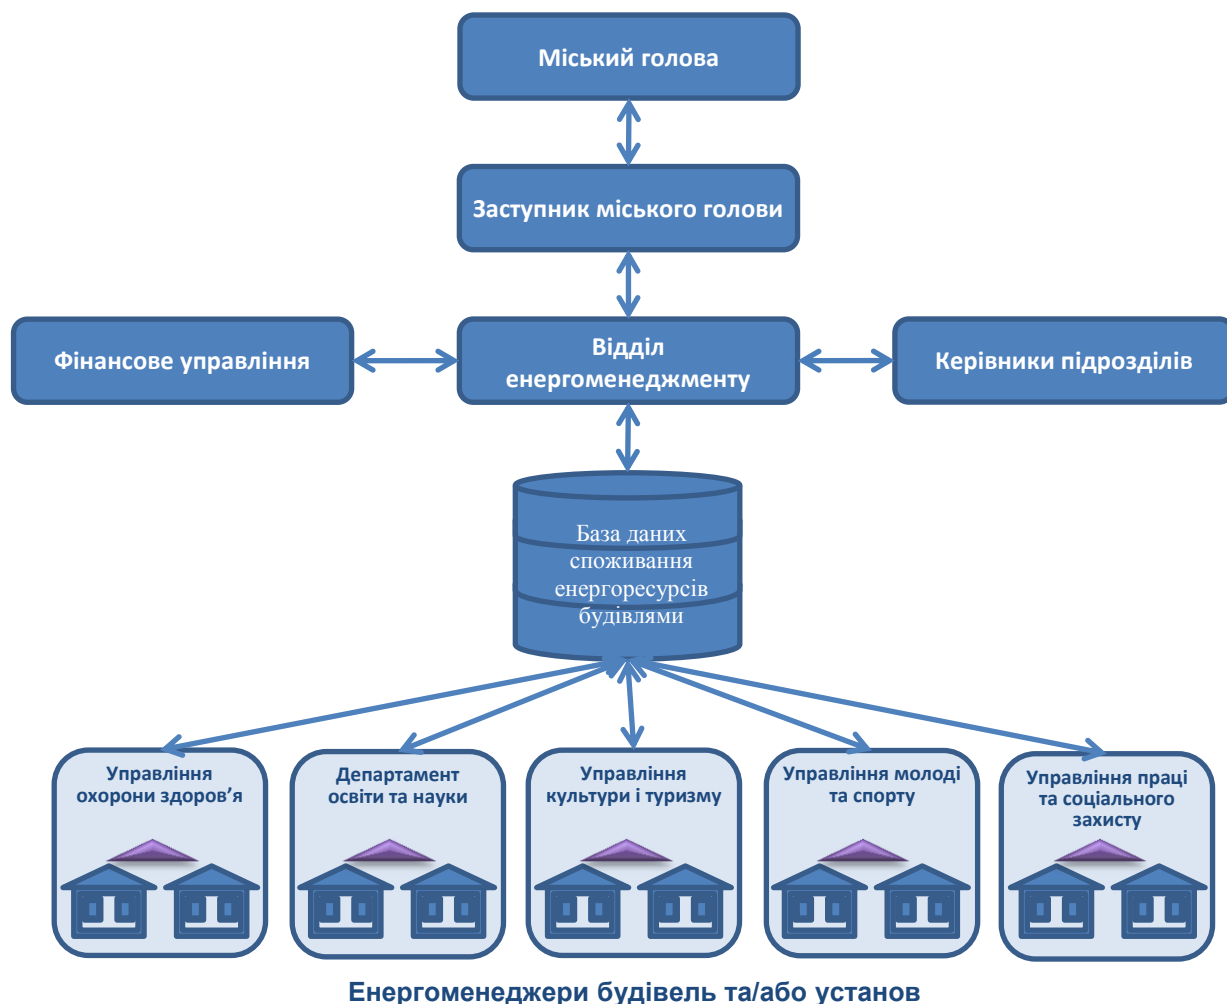 Міський голова
Заступник міського голови
Фінансове управління
Відділ
енергоменеджменту
Керівники підрозділів
База даних
споживання
енергоресурсів
будівлями
Управління
охорони здоров’я
Департамент
освіти та науки
Управління
культури і туризму
Управління молоді
та спорту
Управління праці
та соціального
захисту
Енергоменеджери будівель та/або установ